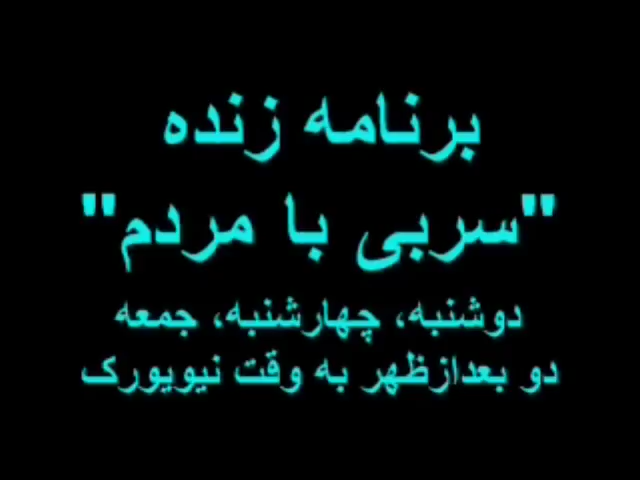 برنامه زنده
"سربی با مردم"
دوشنبه، چهارشنبه، جمعه
دو بعدازظهر به وقت نیویورک